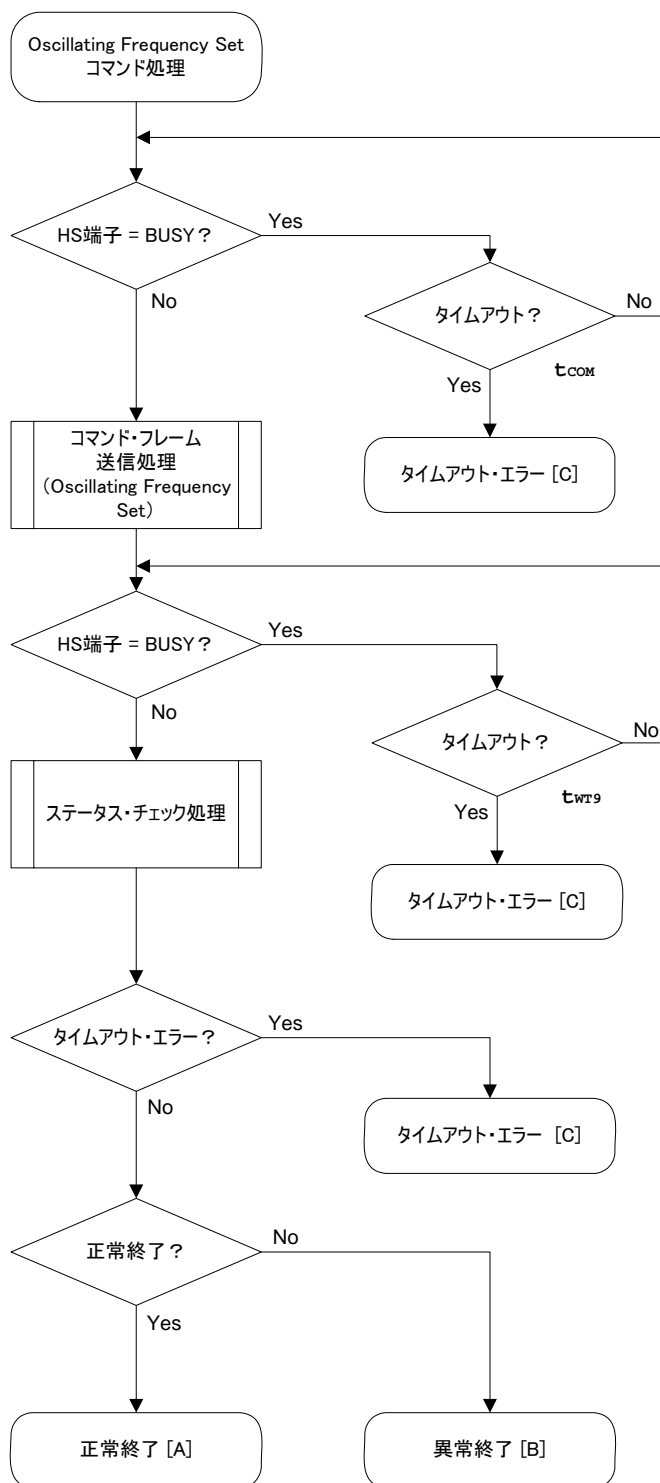 Oscillating Frequency Set
コマンド処理
HS端子 = BUSY?
Yes
No
タイムアウト?
No
Yes
tCOM
タイムアウト・エラー [C]
コマンド・フレーム
送信処理
(Oscillating Frequency
Set)
HS端子 = BUSY?
Yes
No
タイムアウト?
No
Yes
tWT9
タイムアウト・エラー [C]
ステータス・チェック処理
タイムアウト・エラー?
Yes
No
タイムアウト・エラー [C]
正常終了?
No
Yes
正常終了 [A]
異常終了 [B]